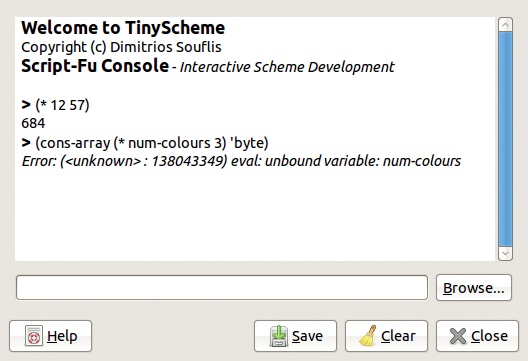 Welcome to TinyScheme
Copyright (c) Dimitrios Souflis
Script-Fu Console - Interactive Scheme Development
> (* 12 57)
684
> (cons-array (* num-colours 3) 'byte)
Error: (<unknown> : 138043349) eval: unbound variable: num-colours
Browse...
Help Save Clear Close